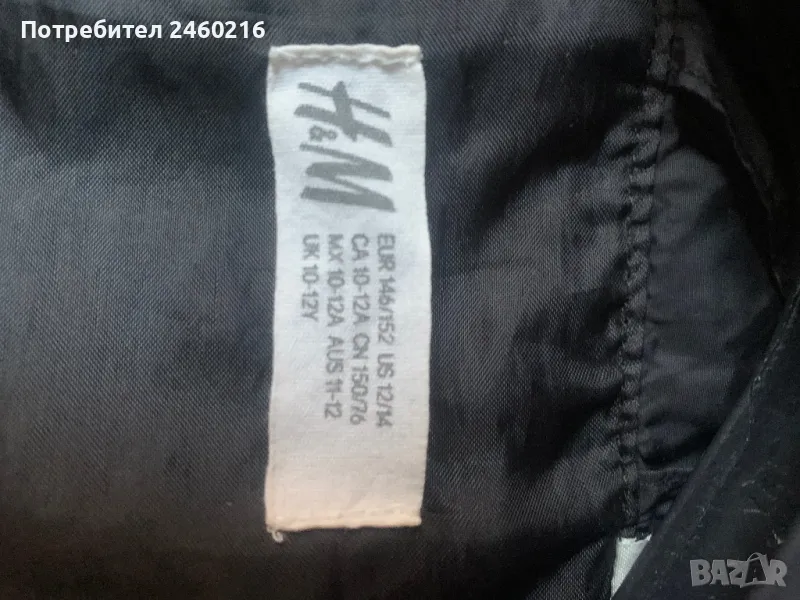 Потребител 2460216
H&M
EUR 146/152 US 12/14
CA 10-12A CN 150/76
MX 10-12A AUS 11-12
UK 10-12Y
BAZAR